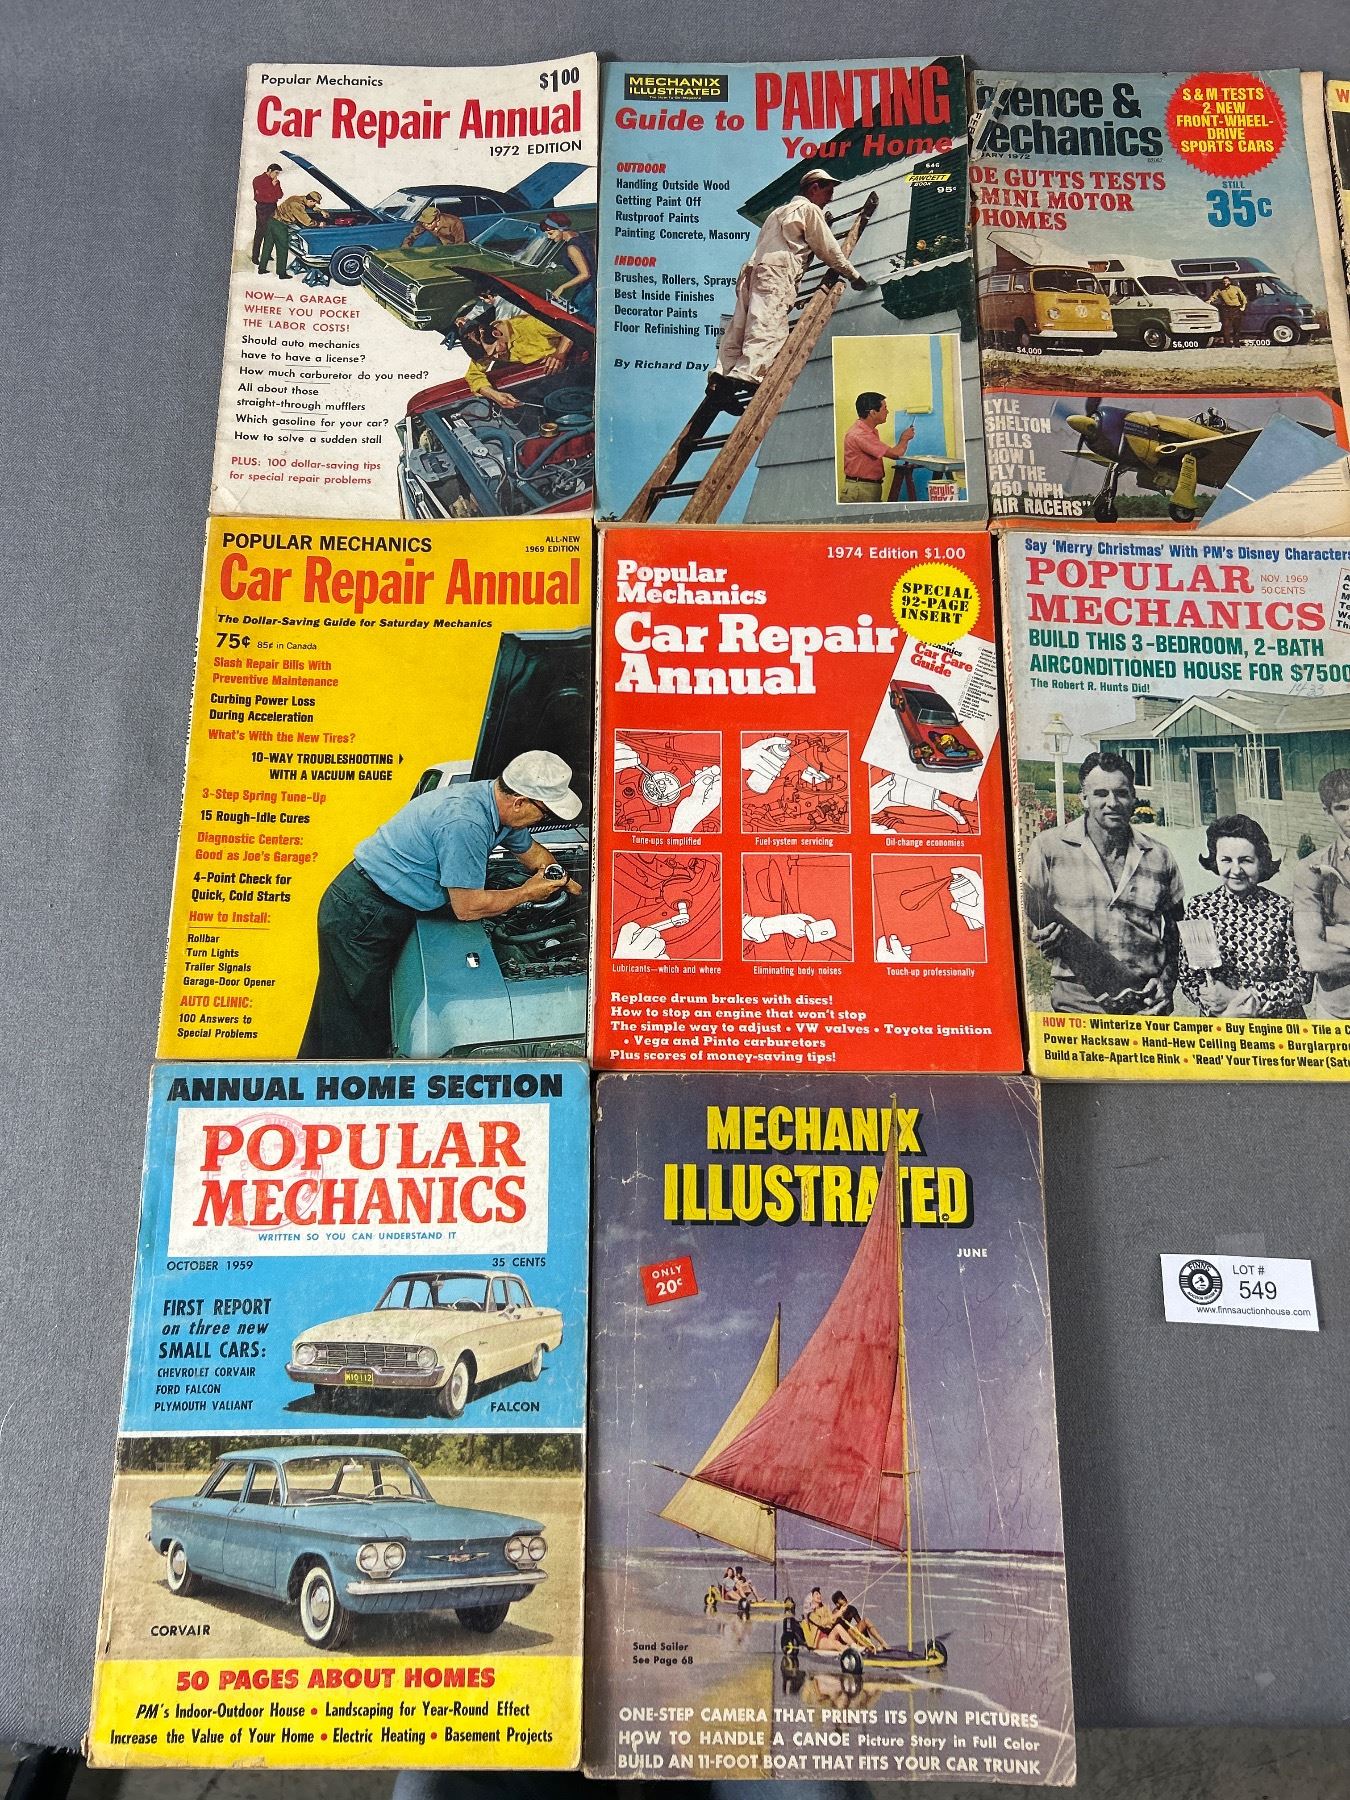 Popular Mechanics
$1.00
Car Repair Annual
1972 EDITION
NOW—A GARAGE
WHERE YOU POCKET
THE LABOR COSTS!
Should auto mechanics
have to have a license?
How much carburetor do you need?
All about those
straight-through mufflers
Which gasoline for your car?
How to solve a sudden stall
PLUS: 100 dollar-saving tips
for special repair problems
MECHANIX
ILLUSTRATED
Guide to PAINTING
Your Home
646
A
FAWCETT
BOOK
95¢
OUTDOOR
Handling Outside Wood
Getting Paint Off
Rustproof Paints
Painting Concrete, Masonry
INDOOR
Brushes, Rollers, Sprays
Best Inside Finishes
Decorator Paints
Floor Refinishing Tips
By Richard Day
acrylic
ience &
echanics
ARY 1972
S & M TESTS
2 NEW
FRONT-WHEEL-
DRIVE
SPORTS CARS
OE GUTTS TESTS
MINI MOTOR
HOMES
STILL
35¢
$4,000
$6,000
$5,000
LYLE
SHELTON
TELLS
HOW I
FLY THE
450 MPH
AIR RACERS"
W
POPULAR MECHANICS
ALL-NEW
1969 EDITION
Car Repair Annual
The Dollar-Saving Guide for Saturday Mechanics
75¢ 85¢ in Canada
Slash Repair Bills With
Preventive Maintenance
Curbing Power Loss
During Acceleration
What's With the New Tires?
10-WAY TROUBLESHOOTING
WITH A VACUUM GAUGE
3-Step Spring Tune-Up
15 Rough-Idle Cures
Diagnostic Centers:
Good as Joe's Garage?
4-Point Check for
Quick, Cold Starts
How to Install:
Rollbar
Turn Lights
Trailer Signals
Garage-Door Opener
AUTO CLINIC:
100 Answers to
Special Problems
1974 Edition $1.00
Popular
Mechanics
Car Repair
Annual
SPECIAL
92-PAGE
INSERT
Car Care
Guide
Tune-ups simplified
Fuel-system servicing
Oil-change economies
Lubricants—which and where
Eliminating body noises
Touch-up professionally
Replace drum brakes with discs!
How to stop an engine that won't stop
The simple way to adjust • VW valves • Toyota ignition
• Vega and Pinto carburetors
Plus scores of money-saving tips!
Say 'Merry Christmas' With PM's Disney Characters
POPULAR
NOV. 1969
50 CENTS
MECHANICS
BUILD THIS 3-BEDROOM, 2-BATH
AIRCONDITIONED HOUSE FOR $7500
The Robert R. Hunts Did!
HOW TO: Winterize Your Camper • Buy Engine Oil • Tile a C
Power Hacksaw • Hand-Hew Ceiling Beams • Burglarproo
Build a Take-Apart Ice Rink • 'Read' Your Tires for Wear (Sate
ANNUAL HOME SECTION
POPULAR
MECHANICS
WRITTEN SO YOU CAN UNDERSTAND IT
OCTOBER 1959
35 CENTS
FIRST REPORT
on three new
SMALL CARS:
CHEVROLET CORVAIR
FORD FALCON
PLYMOUTH VALIANT
FALCON
CORVAIR
50 PAGES ABOUT HOMES
PM's Indoor-Outdoor House • Landscaping for Year-Round Effect
Increase the Value of Your Home • Electric Heating • Basement Projects
MECHANIX
ILLUSTRATED
JUNE
ONLY
20¢
Sand Sailer
See Page 68
ONE-STEP CAMERA THAT PRINTS ITS OWN PICTURES
HOW TO HANDLE A CANOE Picture Story in Full Color
BUILD AN 11-FOOT BOAT THAT FITS YOUR CAR TRUNK
FINNS
LOT #
549
www.finnsauctionhouse.com